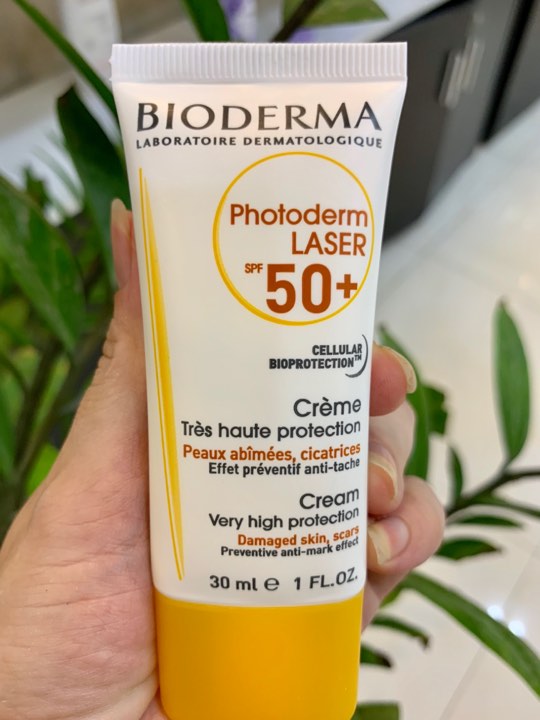 BIODERMA
LABORATOIRE DERMATOLOGIQUE
Photoderm
LASER
SPF 50+
CELLULAR
BIOPROTECTION™
Crème
Très haute protection
Peaux abîmées, cicatrices
Effet préventif anti-tache
Cream
Very high protection
Damaged skin, scars
Preventive anti-mark effect
30 ml ℮ 1 FL.OZ.